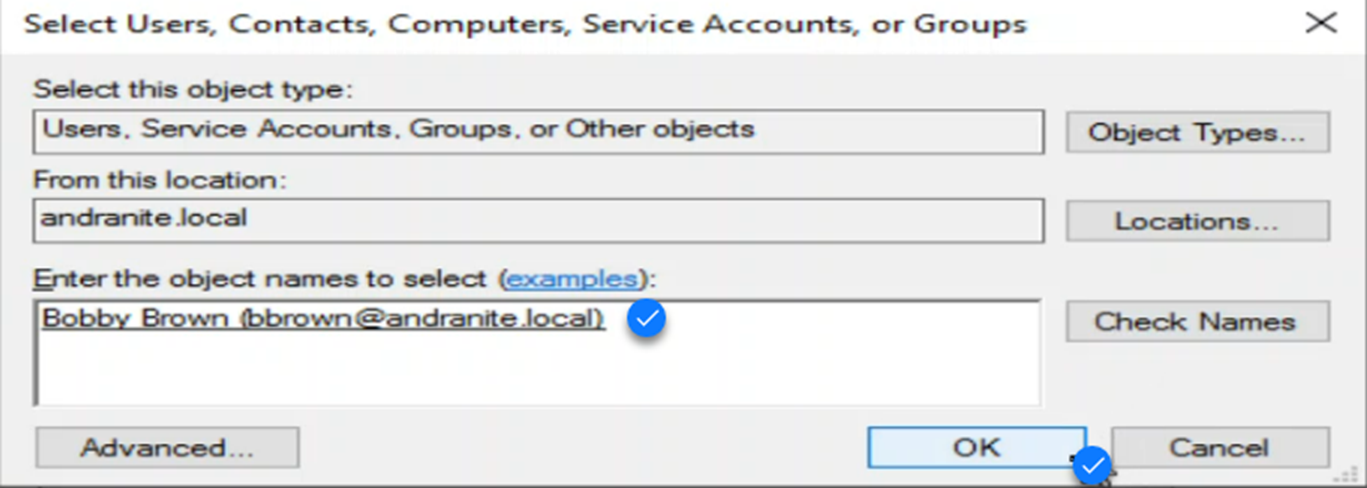 Select Users, Contacts, Computers, Service Accounts, or Groups
Select this object type:
Users, Service Accounts, Groups, or Other objects
Object Types...
From this location:
andranite.local
Locations...
Enter the object names to select (examples):
Bobby Brown (bbrown@andranite.local)
Check Names
Advanced...
OK
Cancel